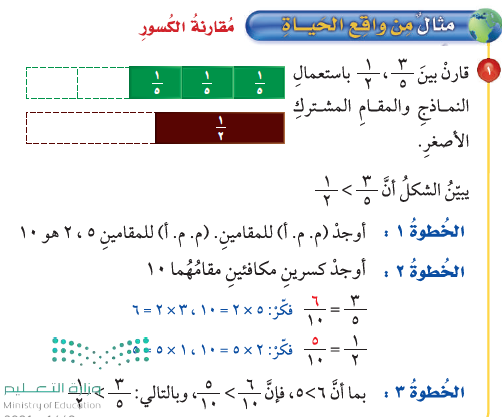 مثالٌ من واقعِ الحياةِ مُقارنةُ الكُسورِ
١ قارنْ بينَ ٣/٥ ، ١/٢ باستعمالِ
النماذجِ والمقامِ المشتركِ
الأصغرِ.
١/٥ ١/٥ ١/٥
١/٢
يبيّنُ الشكلُ أنَّ ٣/٥ > ١/٢
الخُطوةُ ١ : أوجدْ (م. م. أ) للمقامينِ. (م. م. أ) للمقامينِ ٥ ، ٢ هو ١٠
الخُطوةُ ٢ : أوجدْ كسرينِ مكافئينِ مقامُهُما ١٠
٣/٥ = ٦/١٠ فكّرْ: ٥ × ٢ = ١٠ ، ٣ × ٢ = ٦
١/٢ = ٥/١٠ فكّرْ: ٢ × ٥ = ١٠ ، ١ × ٥ = ٥
الخُطوةُ ٣ : بما أنَّ ٦ > ٥، فإنَّ ٦/١٠ > ٥/١٠، وبالتالي: ٣/٥ > ١/٢
وزارة التعليم
Ministry of Education